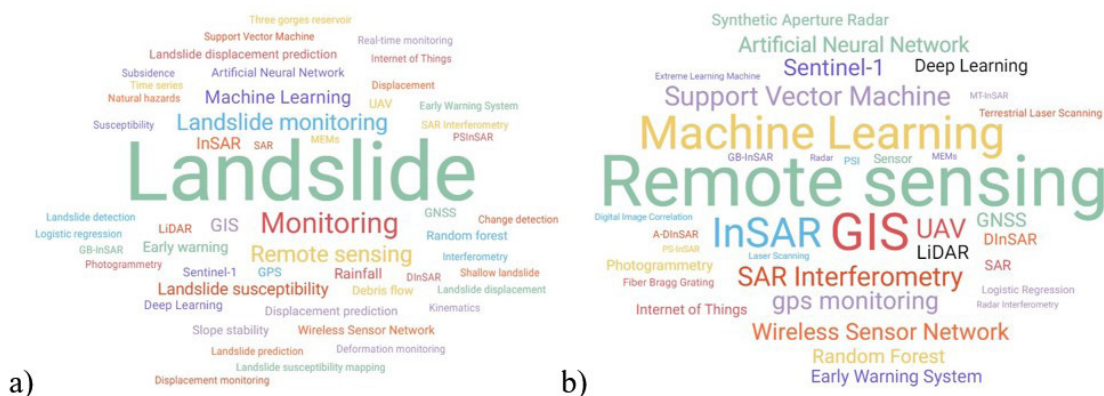 Three gorges reservoir
Support Vector Machine
Real-time monitoring
Landslide displacement prediction
Internet of Things
Subsidence
Artificial Neural Network
Time series
Displacement
Natural hazards
Machine Learning
UAV
Early Warning System
Susceptibility
Landslide monitoring
SAR Interferometry
InSAR
SAR
MEMs
PSInSAR
Landslide
Landslide detection
LiDAR
GIS
Monitoring
GNSS
Change detection
Logistic regression
Random forest
GB-InSAR
Early warning
Remote sensing
Interferometry
Photogrammetry
Sentinel-1
GPS
Rainfall
DInSAR
Shallow landslide
Landslide susceptibility
Debris flow
Landslide displacement
Deep Learning
Displacement prediction
Kinematics
Slope stability
Wireless Sensor Network
Landslide prediction
Deformation monitoring
Landslide susceptibility mapping
Displacement monitoring
a)
Synthetic Aperture Radar
Artificial Neural Network
Sentinel-1
Deep Learning
Extreme Learning Machine
Support Vector Machine
MT-InSAR
Terrestrial Laser Scanning
Machine Learning
GB-InSAR
Radar
PSI
Sensor
MEMs
Remote sensing
Digital Image Correlation
InSAR
GIS
UAV
GNSS
A-DInSAR
LiDAR
DInSAR
PS-InSAR
Laser Scanning
Photogrammetry
SAR Interferometry
SAR
Fiber Bragg Grating
Logistic Regression
Internet of Things
gps monitoring
Radar Interferometry
Wireless Sensor Network
Random Forest
Early Warning System
b)